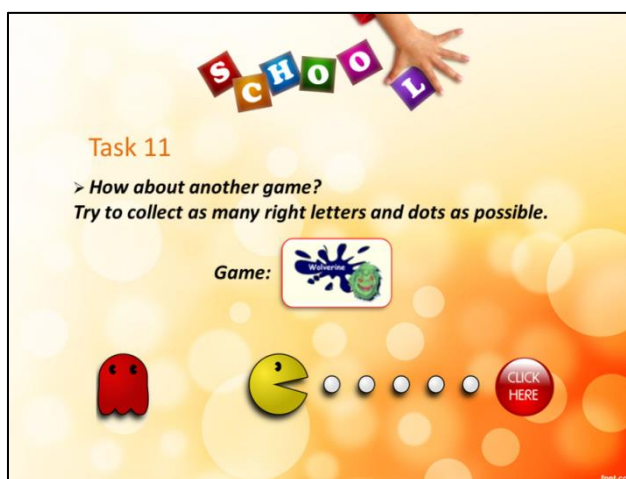 SCHOOL
Task 11
➢ How about another game?
Try to collect as many right letters and dots as possible.
Game:
Wolverine
CLICK
HERE